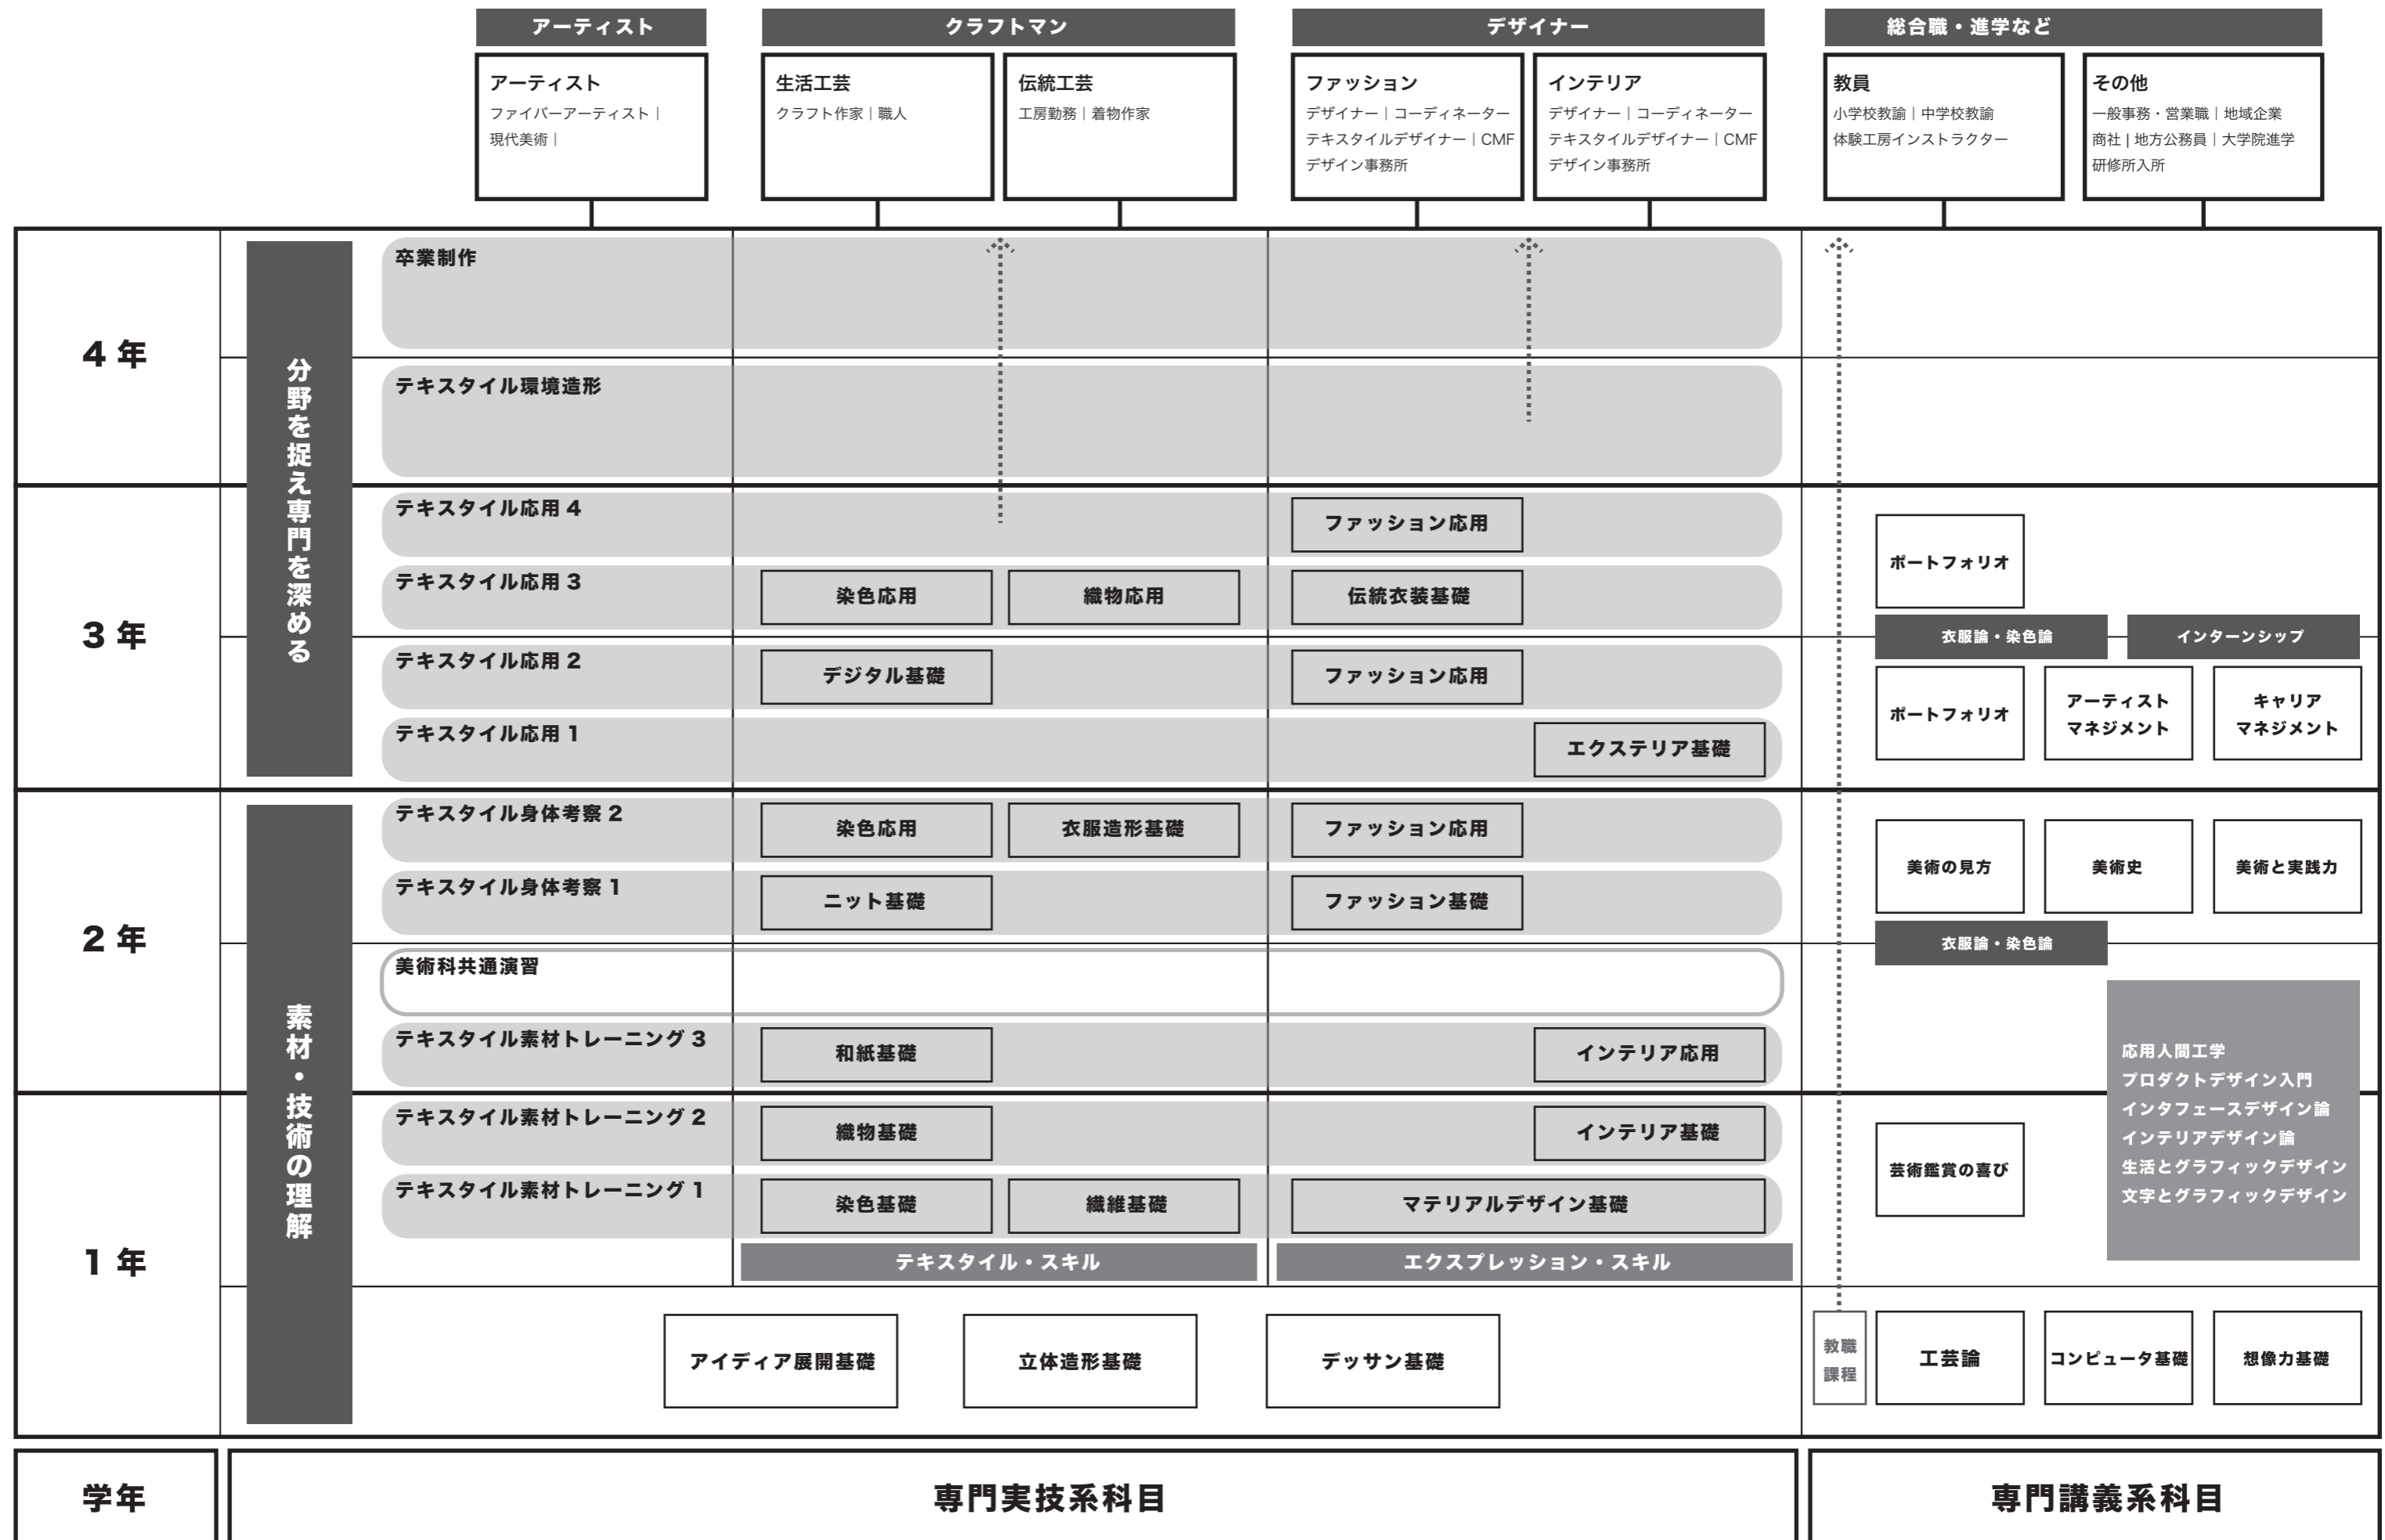 アーティスト
クラフトマン
デザイナー
総合職・進学など
アーティスト
ファイバーアーティスト｜
現代美術｜
生活工芸
クラフト作家｜職人
伝統工芸
工房勤務｜着物作家
ファッション
デザイナー｜コーディネーター
テキスタイルデザイナー｜CMF
デザイン事務所
インテリア
デザイナー｜コーディネーター
テキスタイルデザイナー｜CMF
デザイン事務所
教員
小学校教諭｜中学校教諭
体験工房インストラクター
その他
一般事務・営業職｜地域企業
商社 | 地方公務員｜大学院進学
研修所入所
4 年
分野を捉え専門を深める
卒業制作
テキスタイル環境造形
3 年
テキスタイル応用 4
ファッション応用
テキスタイル応用 3
染色応用
織物応用
伝統衣装基礎
ポートフォリオ
衣服論・染色論
インターンシップ
テキスタイル応用 2
デジタル基礎
ファッション応用
テキスタイル応用 1
エクステリア基礎
ポートフォリオ
アーティスト
マネジメント
キャリア
マネジメント
2 年
素材・技術の理解
テキスタイル身体考察 2
染色応用
衣服造形基礎
ファッション応用
テキスタイル身体考察 1
ニット基礎
ファッション基礎
美術の見方
美術史
美術と実践力
衣服論・染色論
美術科共通演習
テキスタイル素材トレーニング 3
和紙基礎
インテリア応用
応用人間工学
プロダクトデザイン入門
インタフェースデザイン論
インテリアデザイン論
生活とグラフィックデザイン
文字とグラフィックデザイン
1 年
テキスタイル素材トレーニング 2
織物基礎
インテリア基礎
テキスタイル素材トレーニング 1
染色基礎
繊維基礎
マテリアルデザイン基礎
芸術鑑賞の喜び
テキスタイル・スキル
エクスプレッション・スキル
アイディア展開基礎
立体造形基礎
デッサン基礎
教職
課程
工芸論
コンピュータ基礎
想像力基礎
学年
専門実技系科目
専門講義系科目